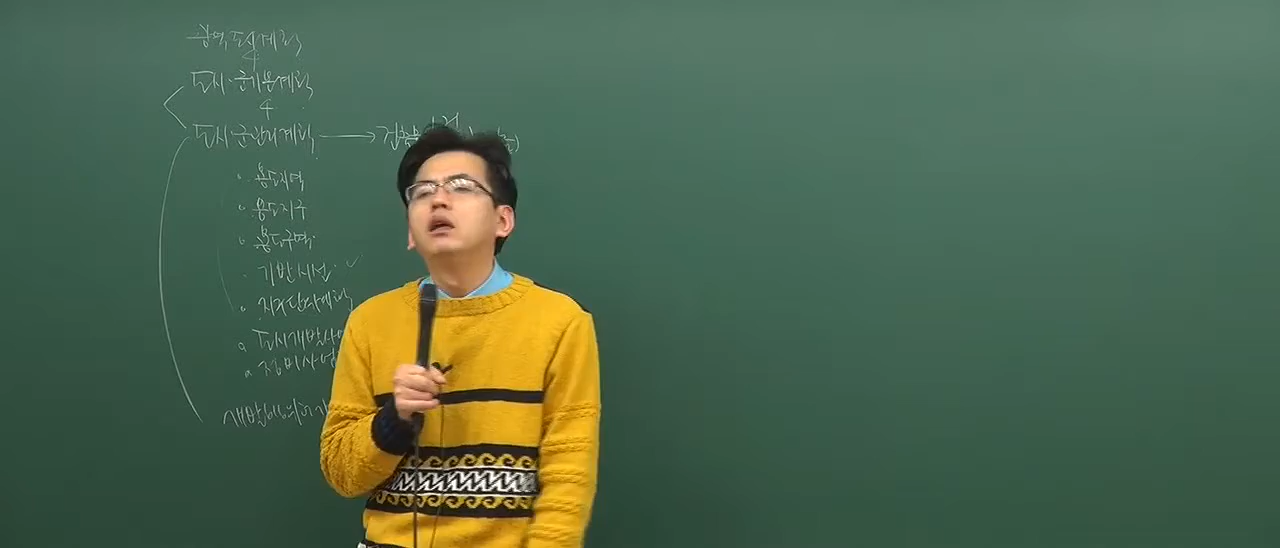 광역도시계획
도시·군기본계획
도시·군관리계획 →
용도지역
용도지구
용도구역
기반시설 ✓
지구단위계획
도시개발사
정비사업
개발행위허가